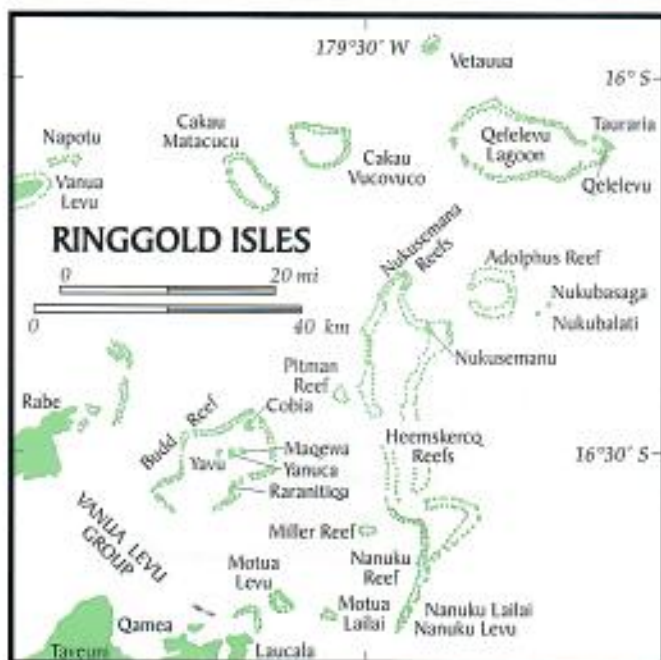 179°30' W
Vetauua
16° S
Cakau
Matacucu
Napotu
Vanua
Levu
Cakau
Vucovuco
Qelelevu
Lagoon
Tauraria
Qelelevu
RINGGOLD ISLES
0 20 mi
0 40 km
Nukusemana
Reefs
Adolphus Reef
Nukubasaga
Nukubalati
Nukusemanu
Pitman
Reef
Rabe
Budd Reef
Cobia
Yavu
Maqewa
Yanuca
Raranitiqa
Heemskercq
Reefs
16°30' S
VANUA LEVU
GROUP
Miller Reef
Nanuku
Reef
Motua
Levu
Motua
Lailai
Nanuku Lailai
Nanuku Levu
Qamea
Laucala
Taveuni